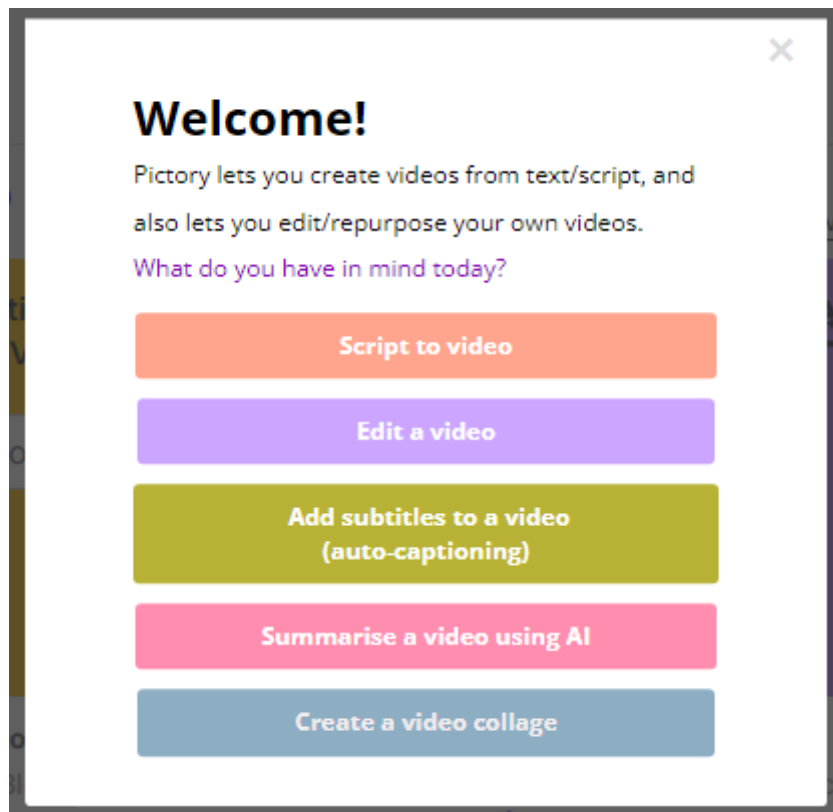 Welcome!
Pictory lets you create videos from text/script, and
also lets you edit/repurpose your own videos.
What do you have in mind today?
Script to video
Edit a video
Add subtitles to a video
(auto-captioning)
Summarise a video using AI
Create a video collage